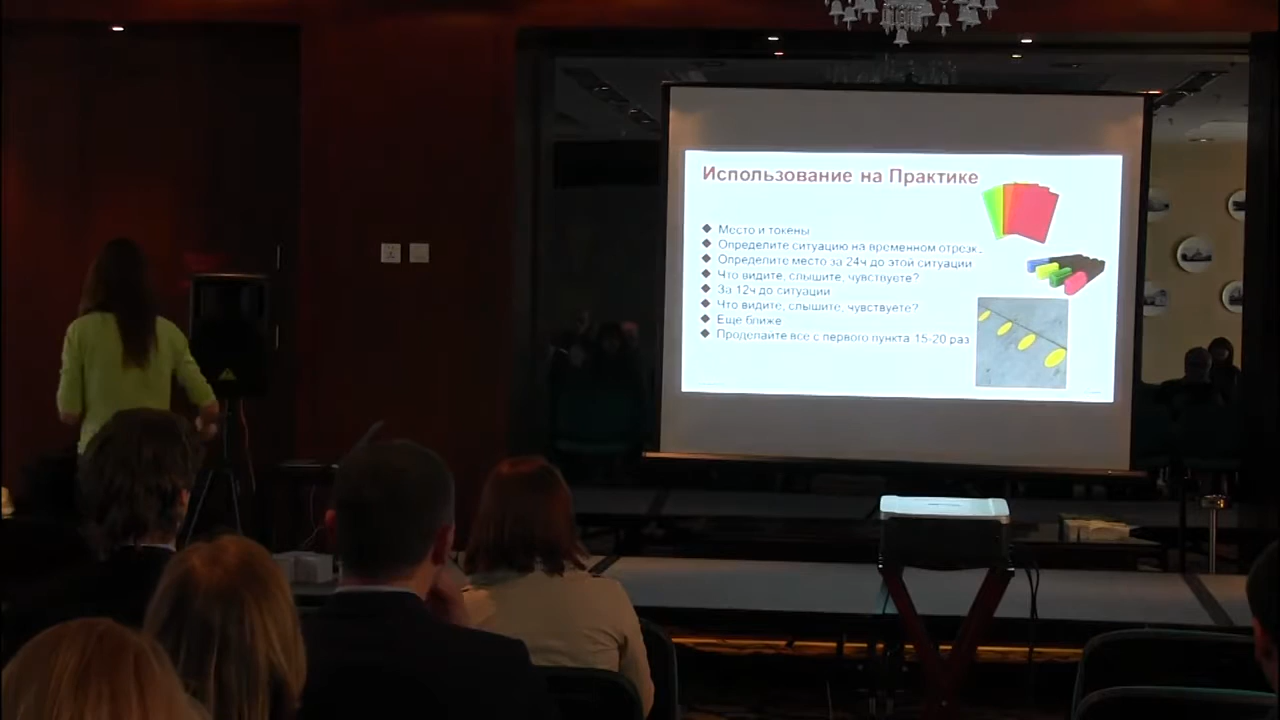 Использование на Практике
Место и токены
Определите ситуацию на временном отрезк
Определите место за 24ч до этой ситуации
Что видите, слышите, чувствуете?
За 12ч до ситуации
Что видите, слышите, чувствуете?
Еще ближе
Проделайте все с первого пункта 15-20 раз